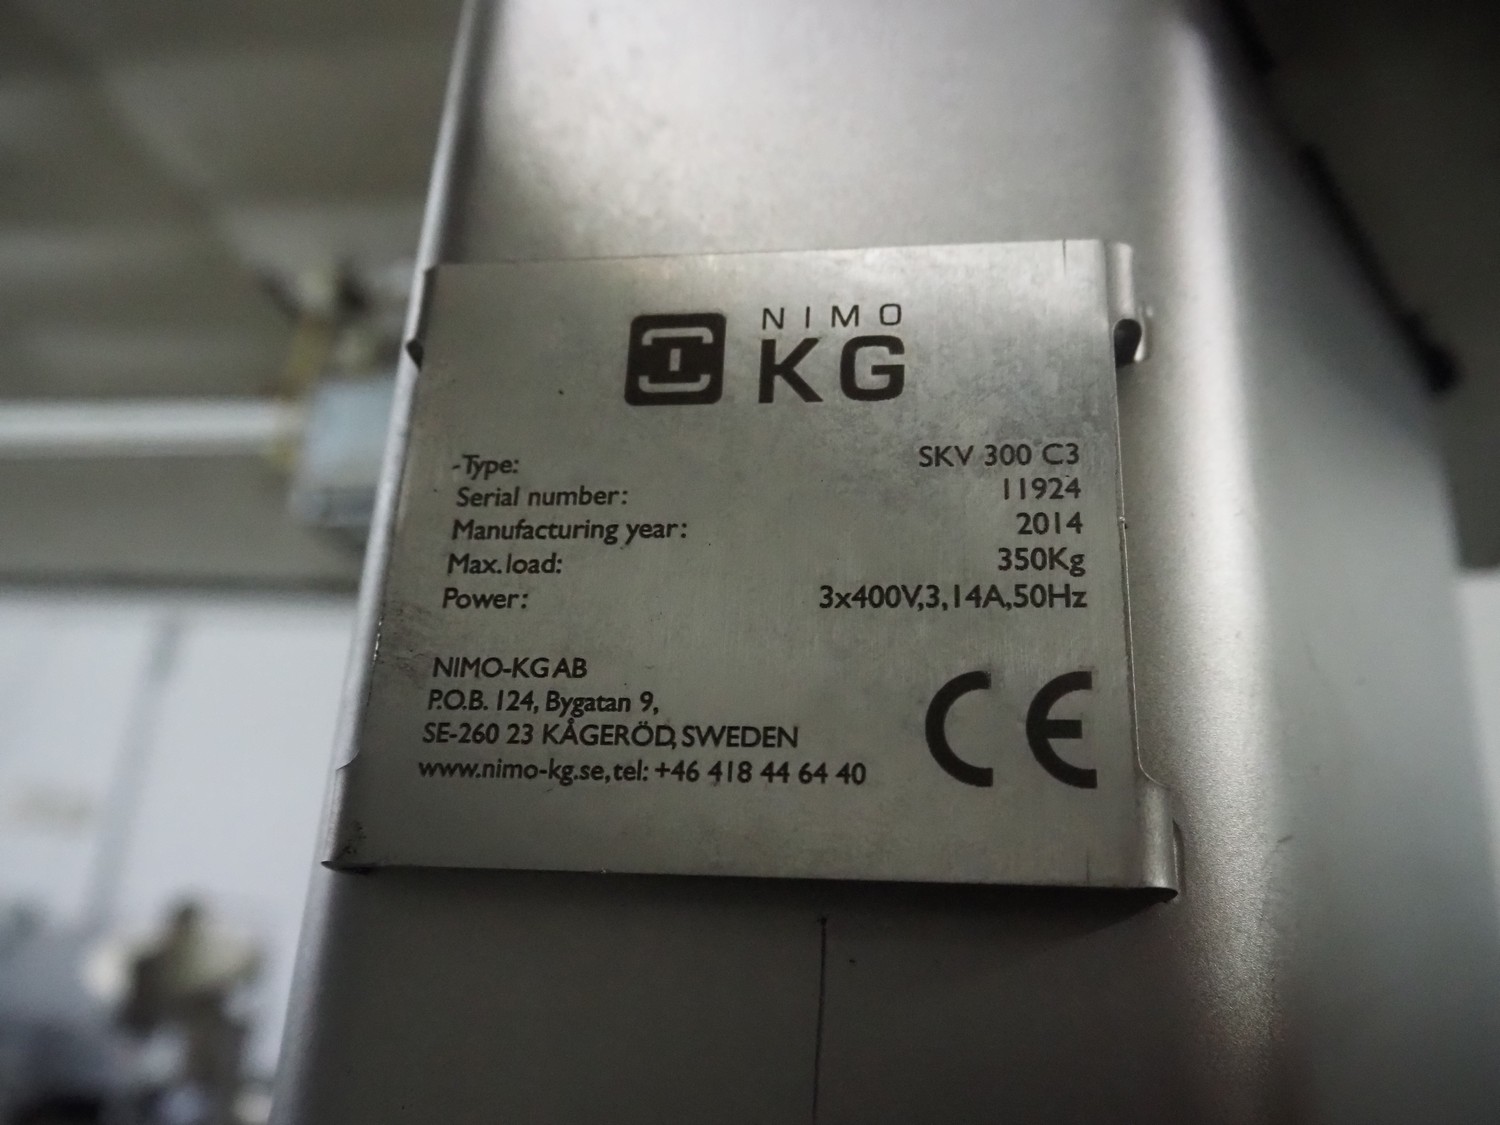 NIMO
KG
-Type: SKV 300 C3
Serial number: 11924
Manufacturing year: 2014
Max. load: 350Kg
Power: 3x400V,3,14A,50Hz
NIMO-KG AB
P.O.B. 124, Bygatan 9,
SE-260 23 KÅGERÖD, SWEDEN
www.nimo-kg.se, tel: +46 418 44 64 40
CE